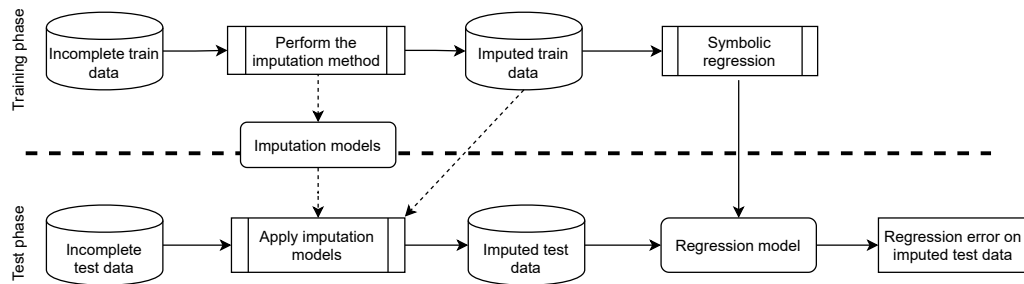 Training phase
Incomplete train
data
Perform the
imputation method
Imputed train
data
Symbolic
regression
Imputation models
Test phase
Incomplete
test data
Apply imputation
models
Imputed test
data
Regression model
Regression error on
imputed test data